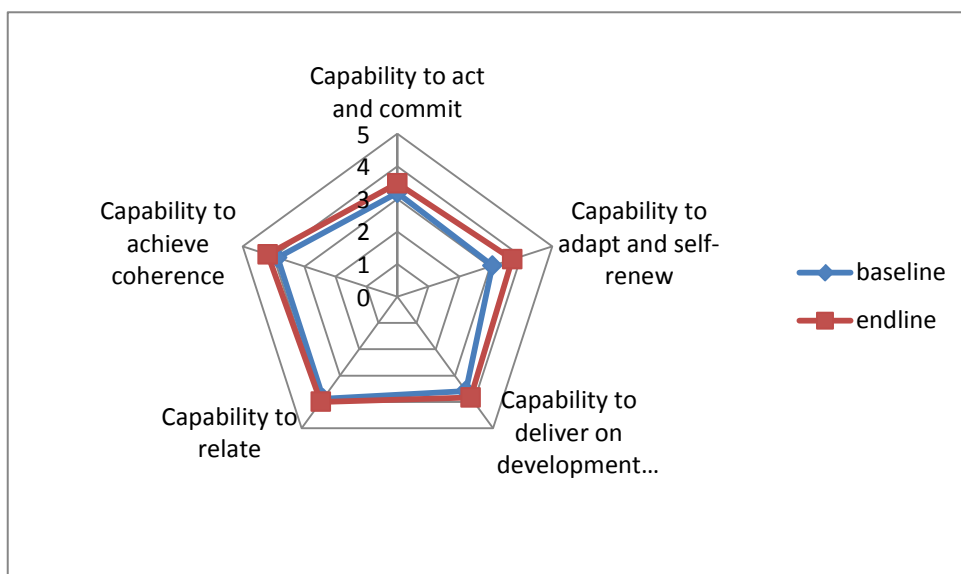 Capability to act
and commit
5
4
3
2
1
0
Capability to
adapt and self-
renew
Capability to
deliver on
development...
Capability to
relate
Capability to
achieve
coherence
baseline
endline